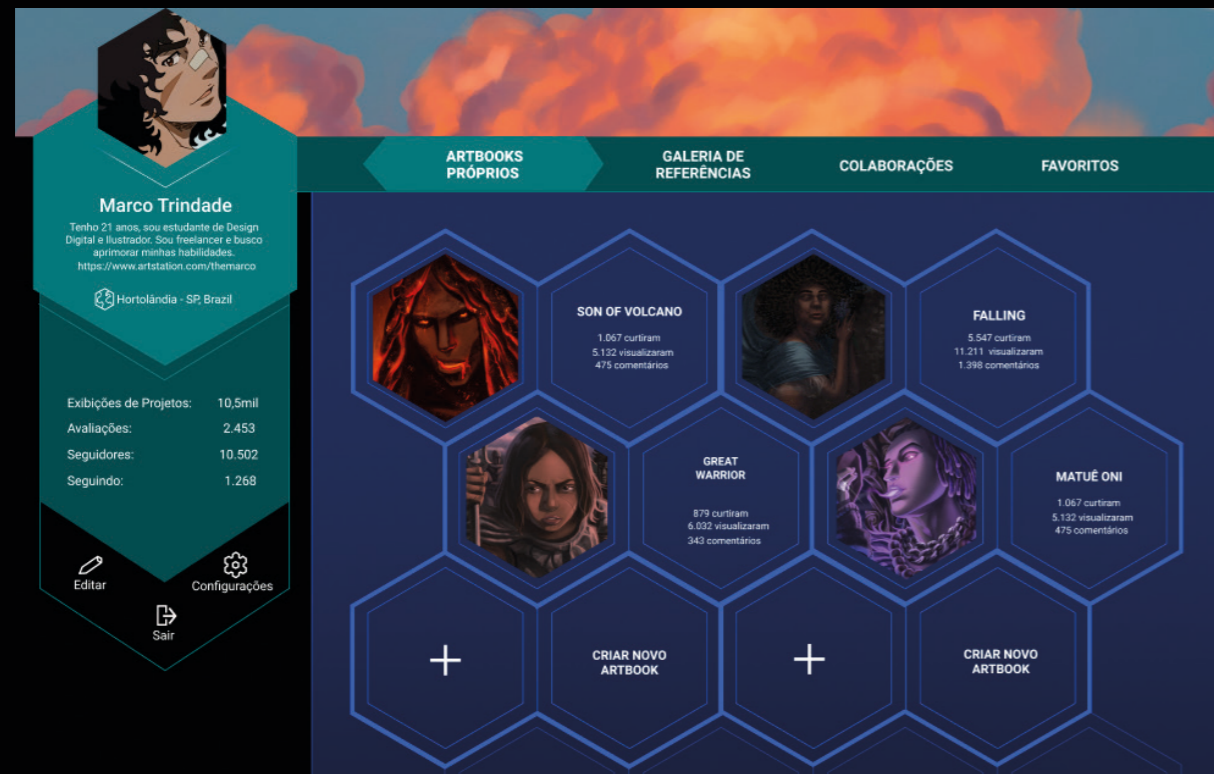 ARTBOOKS
PRÓPRIOS
GALERIA DE
REFERÊNCIAS
COLABORAÇÕES
FAVORITOS
Marco Trindade
Tenho 21 anos, sou estudante de Design
Digital e Ilustrador. Sou freelancer e busco
aprimorar minhas habilidades.
https://www.artstation.com/themarco
Hortolândia - SP, Brazil
Exibições de Projetos: 10,5mil
Avaliações: 2.453
Seguidores: 10.502
Seguindo: 1.268
Editar
Configurações
Sair
SON OF VOLCANO
1.067 curtiram
5.132 visualizaram
475 comentários
FALLING
5.547 curtiram
11.211 visualizaram
1.398 comentários
GREAT
WARRIOR
879 curtiram
6.032 visualizaram
343 comentários
MATUÊ ONI
1.067 curtiram
5.132 visualizaram
475 comentários
+
CRIAR NOVO
ARTBOOK
+
CRIAR NOVO
ARTBOOK